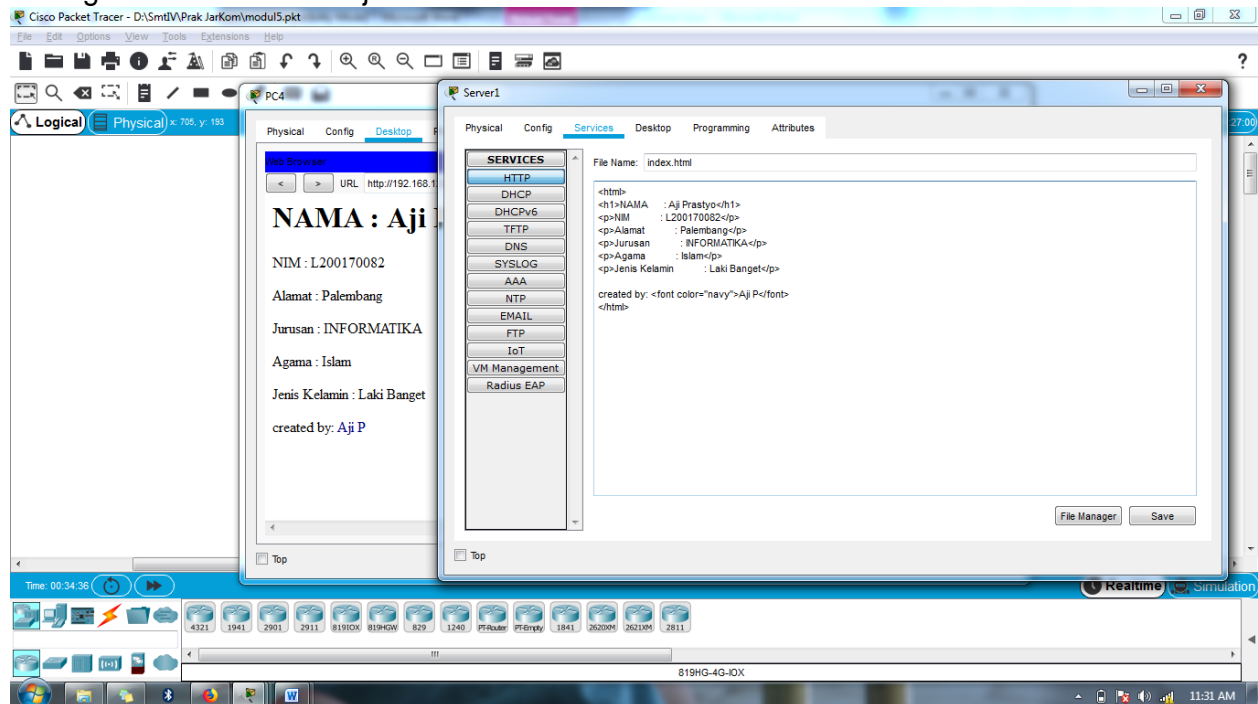 Cisco Packet Tracer - D:\SmtIV\Prak JarKom\modul5.pkt
File Edit Options View Tools Extensions Help
?
Logical Physical x: 705, y: 193
27:00
PC4
Physical Config Desktop
Web Browser
< > URL http://192.168.1
NAMA : Aji
NIM : L200170082
Alamat : Palembang
Jurusan : INFORMATIKA
Agama : Islam
Jenis Kelamin : Laki Banget
created by: Aji P
Top
Server1
Physical Config Services Desktop Programming Attributes
SERVICES
HTTP
DHCP
DHCPv6
TFTP
DNS
SYSLOG
AAA
NTP
EMAIL
FTP
IoT
VM Management
Radius EAP
File Name: index.html
<html>
<h1>NAMA : Aji Prastyo</h1>
<p>NIM : L200170082</p>
<p>Alamat : Palembang</p>
<p>Jurusan : INFORMATIKA</p>
<p>Agama : Islam</p>
<p>Jenis Kelamin : Laki Banget</p>
created by: <font color="navy">Aji P</font>
</html>
File Manager Save
Top
Time: 00:34:36
Realtime Simulation
4321 1941 2901 2911 819IOX 819HGW 829 1240 PT-Router PT-Empty 1841 2620XM 2621XM 2811
819HG-4G-IOX
11:31 AM